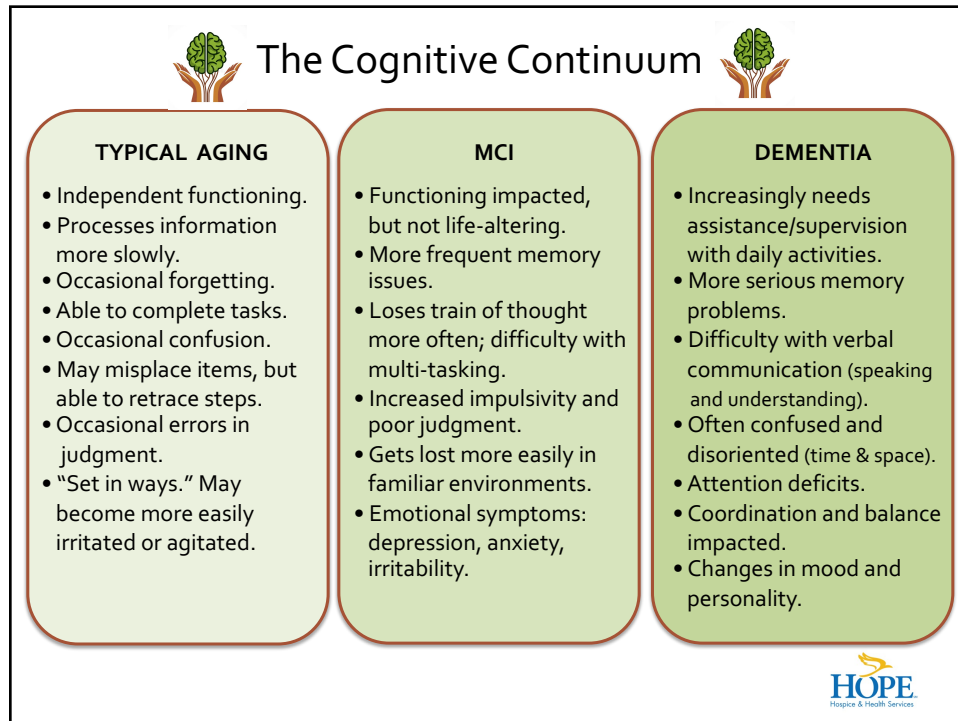 The Cognitive Continuum
TYPICAL AGING
• Independent functioning.
• Processes information
more slowly.
• Occasional forgetting.
• Able to complete tasks.
• Occasional confusion.
• May misplace items, but
able to retrace steps.
• Occasional errors in
judgment.
• “Set in ways.” May
become more easily
irritated or agitated.
MCI
• Functioning impacted,
but not life-altering.
• More frequent memory
issues.
• Loses train of thought
more often; difficulty with
multi-tasking.
• Increased impulsivity and
poor judgment.
• Gets lost more easily in
familiar environments.
• Emotional symptoms:
depression, anxiety,
irritability.
DEMENTIA
• Increasingly needs
assistance/supervision
with daily activities.
• More serious memory
problems.
• Difficulty with verbal
communication (speaking
and understanding).
• Often confused and
disoriented (time & space).
• Attention deficits.
• Coordination and balance
impacted.
• Changes in mood and
personality.
HOPE
Hospice & Health Services